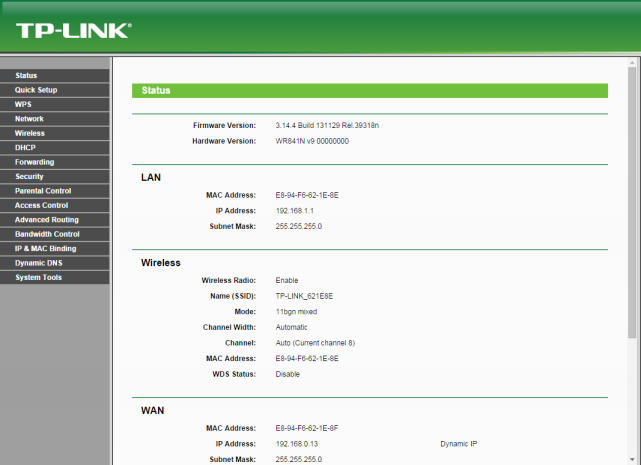 TP-LINK®
Status
Quick Setup
WPS
Network
Wireless
DHCP
Forwarding
Security
Parental Control
Access Control
Advanced Routing
Bandwidth Control
IP & MAC Binding
Dynamic DNS
System Tools
Status
Firmware Version: 3.14.4 Build 131129 Rel.39318n
Hardware Version: WR841N v9 00000000
LAN
MAC Address: E8-94-F6-62-1E-8E
IP Address: 192.168.1.1
Subnet Mask: 255.255.255.0
Wireless
Wireless Radio: Enable
Name (SSID): TP-LINK_621E8E
Mode: 11bgn mixed
Channel Width: Automatic
Channel: Auto (Current channel 8)
MAC Address: E8-94-F6-62-1E-8E
WDS Status: Disable
WAN
MAC Address: E8-94-F6-62-1E-8F
IP Address: 192.168.0.13 Dynamic IP
Subnet Mask: 255.255.255.0